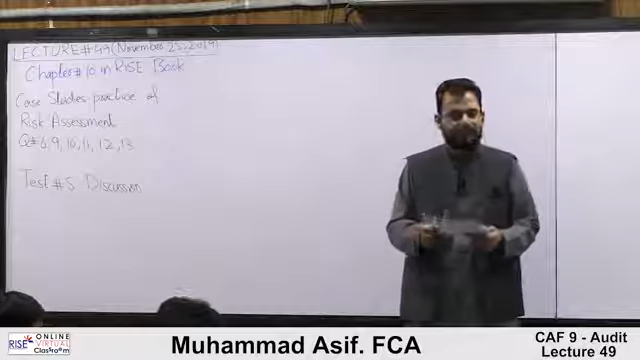 LECTURE#49(November 25, 2019)
Chapter#10 in RISE Book
Case Studies practice of
Risk Assessment
Q#6,9,10,11,12,13
Test #5 Discussion
RISE ONLINE
VIRTUAL
Classroom
Muhammad Asif. FCA
CAF 9 - Audit
Lecture 49